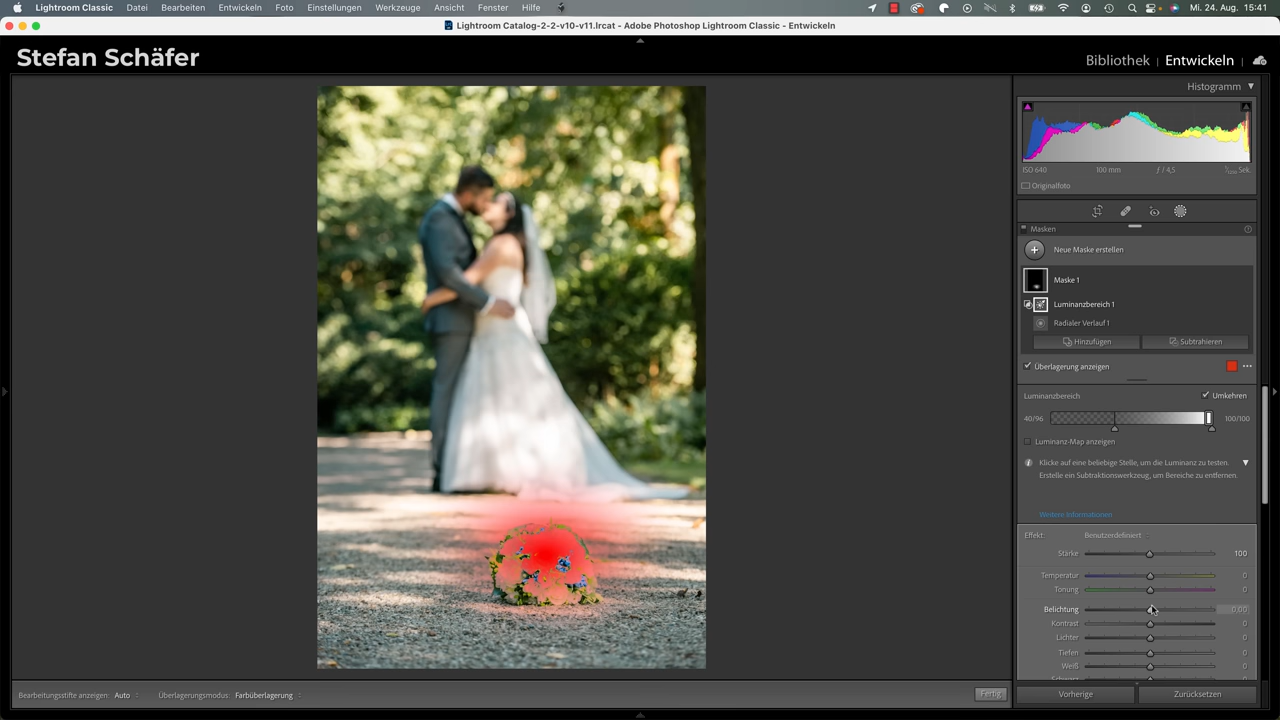 Lightroom Classic Datei Bearbeiten Entwickeln Foto Einstellungen Werkzeuge Ansicht Fenster Hilfe Mi. 24. Aug. 15:41
Lightroom Catalog-2-2-v10-v11.lrcat - Adobe Photoshop Lightroom Classic - Entwickeln
Stefan Schäfer
Bibliothek | Entwickeln |
Histogramm
ISO 640 100 mm ƒ / 4,5 Sek.
Originalfoto
Masken
Neue Maske erstellen
Maske 1
Luminanzbereich 1
Radialer Verlauf 1
Hinzufügen Subtrahieren
Überlagerung anzeigen
Luminanzbereich Umkehren
40/96 100/100
Luminanz-Map anzeigen
Klicke auf eine beliebige Stelle, um die Luminanz zu testen.
Erstelle ein Subtraktionswerkzeug, um Bereiche zu entfernen.
Weitere Informationen
Effekt: Benutzerdefiniert
Stärke 100
Temperatur 0
Tonung 0
Belichtung 0,00
Kontrast 0
Lichter 0
Tiefen 0
Weiß 0
Bearbeitungsstifte anzeigen: Auto Überlagerungsmodus: Farbüberlagerung Fertig
Vorherige Zurücksetzen